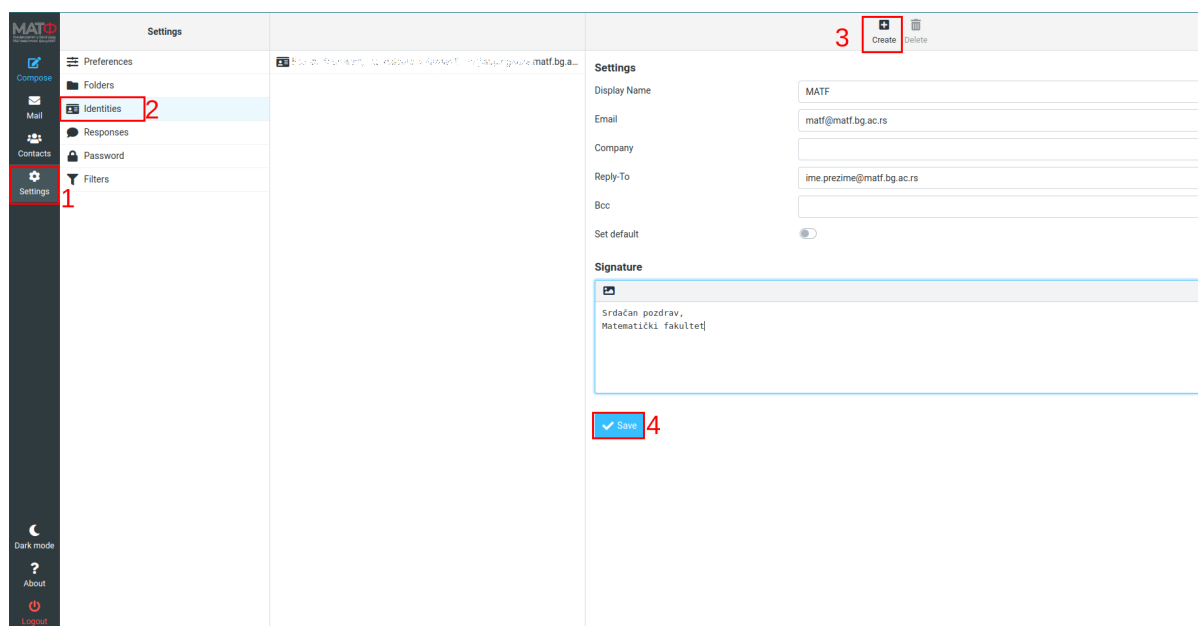 МАТФ
Compose
Mail
Contacts
Settings
1
Dark mode
About
Logout
Settings
Preferences
Folders
Identities
2
Responses
Password
Filters
matf.bg.a...
3
Create
Delete
Settings
Display Name
MATF
Email
matf@matf.bg.ac.rs
Company
Reply-To
ime.prezime@matf.bg.ac.rs
Bcc
Set default
Signature
Srdačan pozdrav,
Matematički fakultet
Save
4